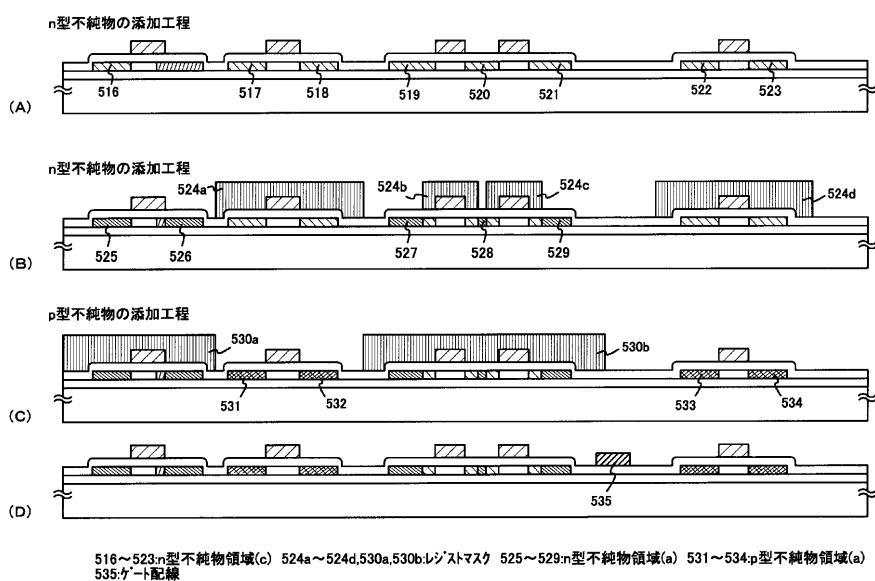 n型不純物の添加工程
516 517 518 519 520 521 522 523
(A)
n型不純物の添加工程
524a 524b 524c 524d
525 526 527 528 529
(B)
p型不純物の添加工程
530a 530b
531 532 533 534
(C)
535
(D)
516～523:n型不純物領域(c) 524a～524d,530a,530b:レジストマスク 525～529:n型不純物領域(a) 531～534:p型不純物領域(a)
535:ゲート配線